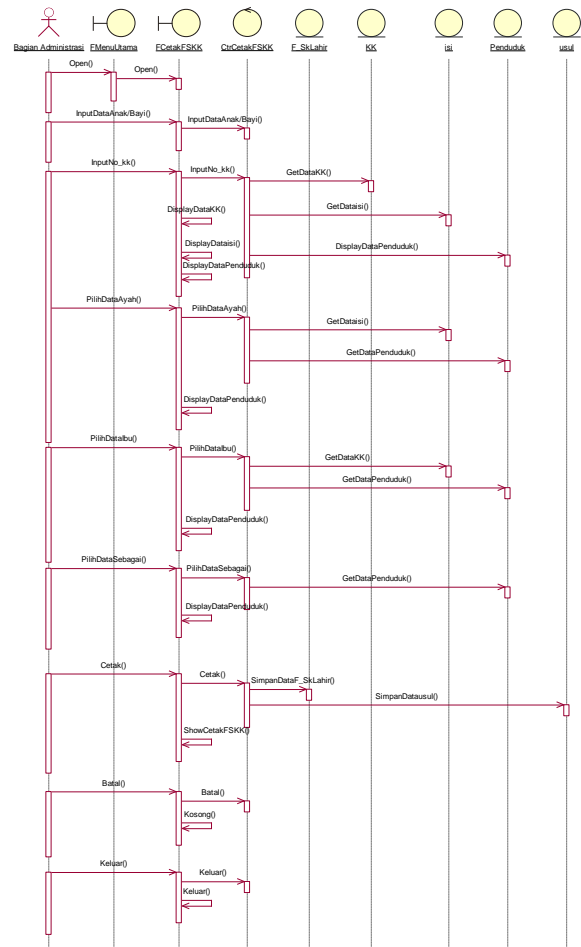 Bagian Administrasi FMenuUtama FCetakFSKK CtrCetakFSKK F_SkLahir KK isi Penduduk usul
Open()
Open()
InputDataAnak/Bayi()
InputDataAnak/Bayi()
InputNo_kk()
InputNo_kk()
GetDataKK()
DisplayDataKK()
GetDataisi()
DisplayDataisi()
DisplayDataPenduduk()
DisplayDataPenduduk()
PilihDataAyah()
PilihDataAyah()
GetDataisi()
GetDataPenduduk()
DisplayDataPenduduk()
PilihDataIbu()
PilihDataIbu()
GetDataKK()
GetDataPenduduk()
DisplayDataPenduduk()
PilihDataSebagai()
PilihDataSebagai()
GetDataPenduduk()
DisplayDataPenduduk()
Cetak()
Cetak()
SimpanDataF_SkLahir()
SimpanDatausul()
ShowCetakFSKK()
Batal()
Batal()
Kosong()
Keluar()
Keluar()
Keluar()